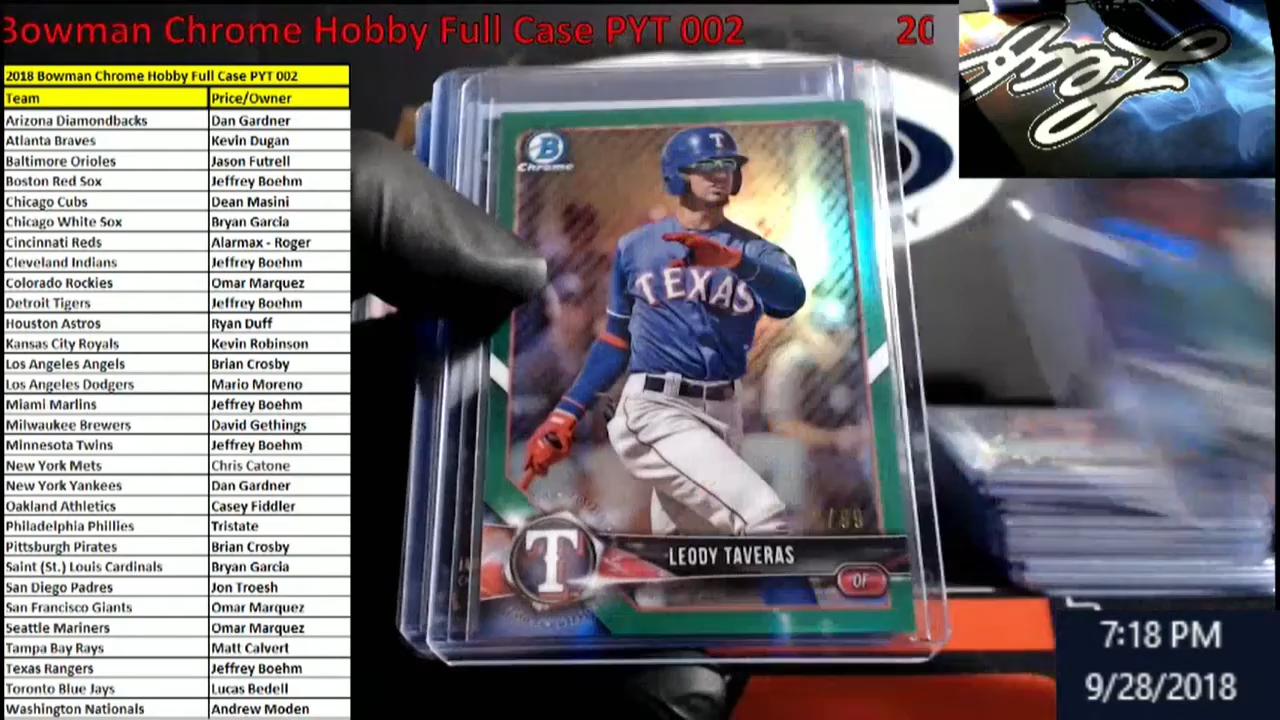 Bowman Chrome Hobby Full Case PYT 002 20
2018 Bowman Chrome Hobby Full Case PYT 002
Team Price/Owner
Arizona Diamondbacks Dan Gardner
Atlanta Braves Kevin Dugan
Baltimore Orioles Jason Futrell
Boston Red Sox Jeffrey Boehm
Chicago Cubs Dean Masini
Chicago White Sox Bryan Garcia
Cincinnati Reds Alarmax - Roger
Cleveland Indians Jeffrey Boehm
Colorado Rockies Omar Marquez
Detroit Tigers Jeffrey Boehm
Houston Astros Ryan Duff
Kansas City Royals Kevin Robinson
Los Angeles Angels Brian Crosby
Los Angeles Dodgers Mario Moreno
Miami Marlins Jeffrey Boehm
Milwaukee Brewers David Gethings
Minnesota Twins Jeffrey Boehm
New York Mets Chris Catone
New York Yankees Dan Gardner
Oakland Athletics Casey Fiddler
Philadelphia Phillies Tristate
Pittsburgh Pirates Brian Crosby
Saint (St.) Louis Cardinals Bryan Garcia
San Diego Padres Jon Troesh
San Francisco Giants Omar Marquez
Seattle Mariners Omar Marquez
Tampa Bay Rays Matt Calvert
Texas Rangers Jeffrey Boehm
Toronto Blue Jays Lucas Bedell
Washington Nationals Andrew Moden
B
Chrome
T
TEXAS
/99
T
LEODY TAVERAS
OF
Leaf
7:18 PM
9/28/2018